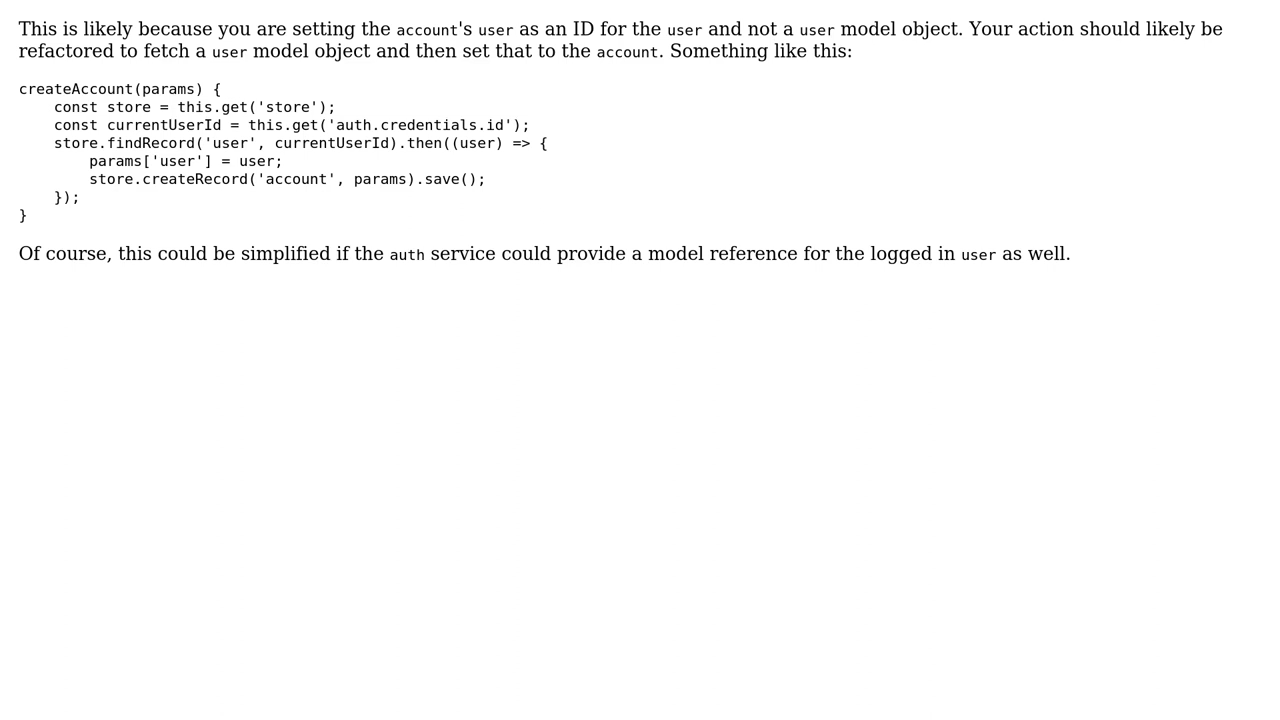 This is likely because you are setting the account's user as an ID for the user and not a user model object. Your action should likely be
refactored to fetch a user model object and then set that to the account. Something like this:
createAccount(params) {
    const store = this.get('store');
    const currentUserId = this.get('auth.credentials.id');
    store.findRecord('user', currentUserId).then((user) => {
        params['user'] = user;
        store.createRecord('account', params).save();
    });
}
Of course, this could be simplified if the auth service could provide a model reference for the logged in user as well.